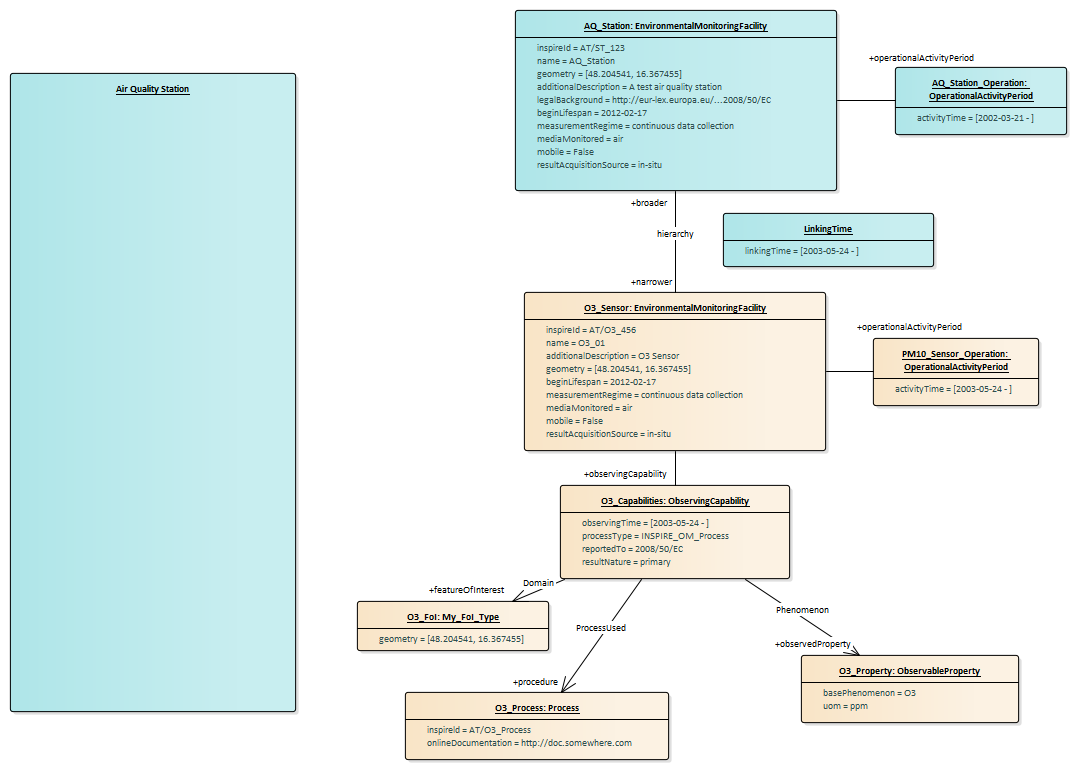 Air Quality Station
AQ_Station: EnvironmentalMonitoringFacility
inspireId = AT/ST_123
name = AQ_Station
geometry = [48.204541, 16.367455]
additionalDescription = A test air quality station
legalBackground = http://eur-lex.europa.eu/...2008/50/EC
beginLifespan = 2012-02-17
measurementRegime = continuous data collection
mediaMonitored = air
mobile = False
resultAcquisitionSource = in-situ
+operationalActivityPeriod
AQ_Station_Operation:
OperationalActivityPeriod
activityTime = [2002-03-21 - ]
+broader
hierarchy
+narrower
LinkingTime
linkingTime = [2003-05-24 - ]
O3_Sensor: EnvironmentalMonitoringFacility
inspireId = AT/O3_456
name = O3_01
additionalDescription = O3 Sensor
geometry = [48.204541, 16.367455]
beginLifespan = 2012-02-17
measurementRegime = continuous data collection
mediaMonitored = air
mobile = False
resultAcquisitionSource = in-situ
+operationalActivityPeriod
PM10_Sensor_Operation:
OperationalActivityPeriod
activityTime = [2003-05-24 - ]
+observingCapability
O3_Capabilities: ObservingCapability
observingTime = [2003-05-24 - ]
processType = INSPIRE_OM_Process
reportedTo = 2008/50/EC
resultNature = primary
Domain
+featureOfInterest
O3_FoI: My_FoI_Type
geometry = [48.204541, 16.367455]
ProcessUsed
+procedure
O3_Process: Process
inspireId = AT/O3_Process
onlineDocumentation = http://doc.somewhere.com
Phenomenon
+observedProperty
O3_Property: ObservableProperty
basePhenomenon = O3
uom = ppm